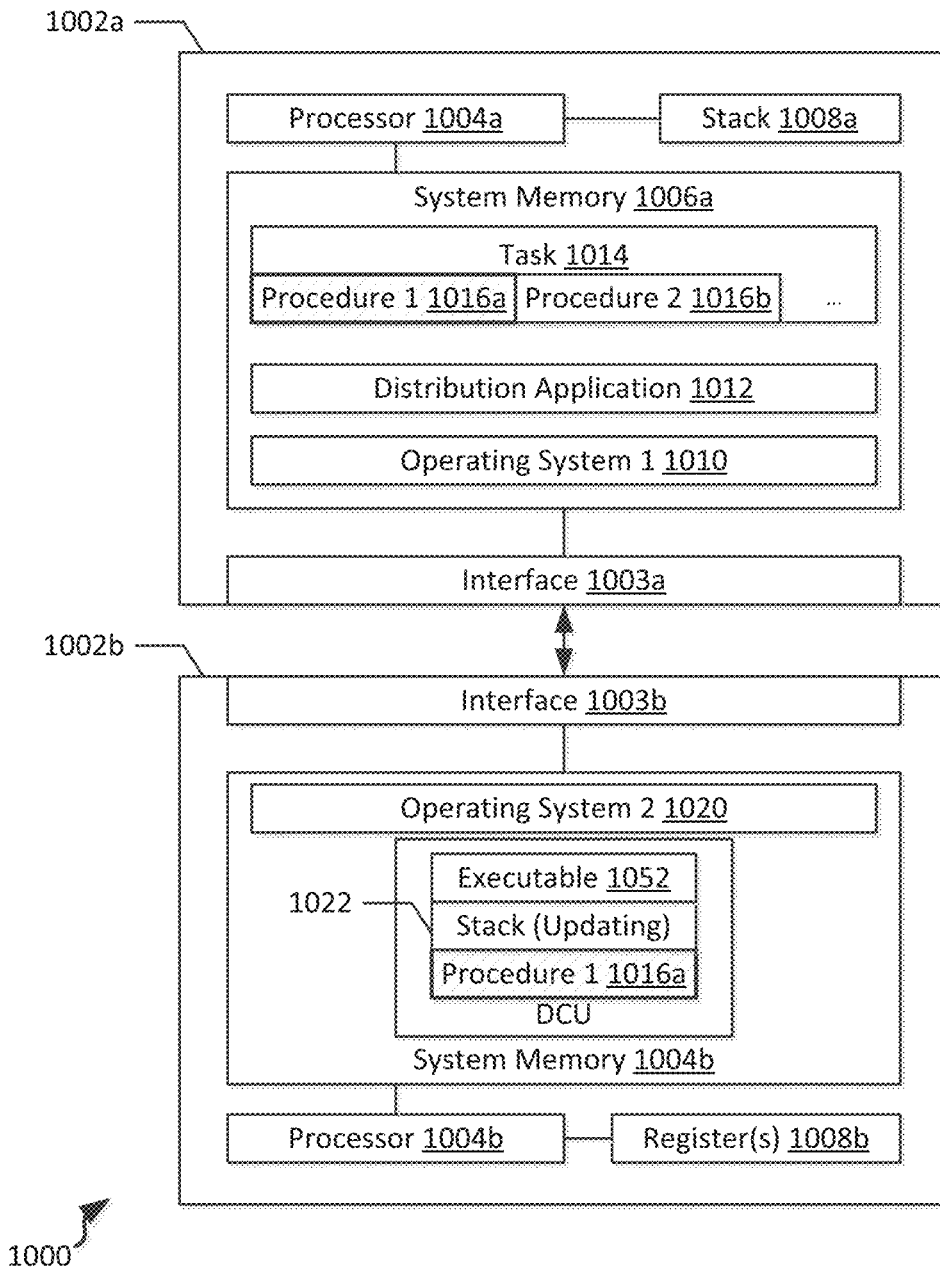 1002a
Processor 1004a
Stack 1008a
System Memory 1006a
Task 1014
Procedure 1 1016a
Procedure 2 1016b
...
Distribution Application 1012
Operating System 1 1010
Interface 1003a
1002b
Interface 1003b
Operating System 2 1020
Executable 1052
1022
Stack (Updating)
Procedure 1 1016a
DCU
System Memory 1004b
Processor 1004b
Register(s) 1008b
1000